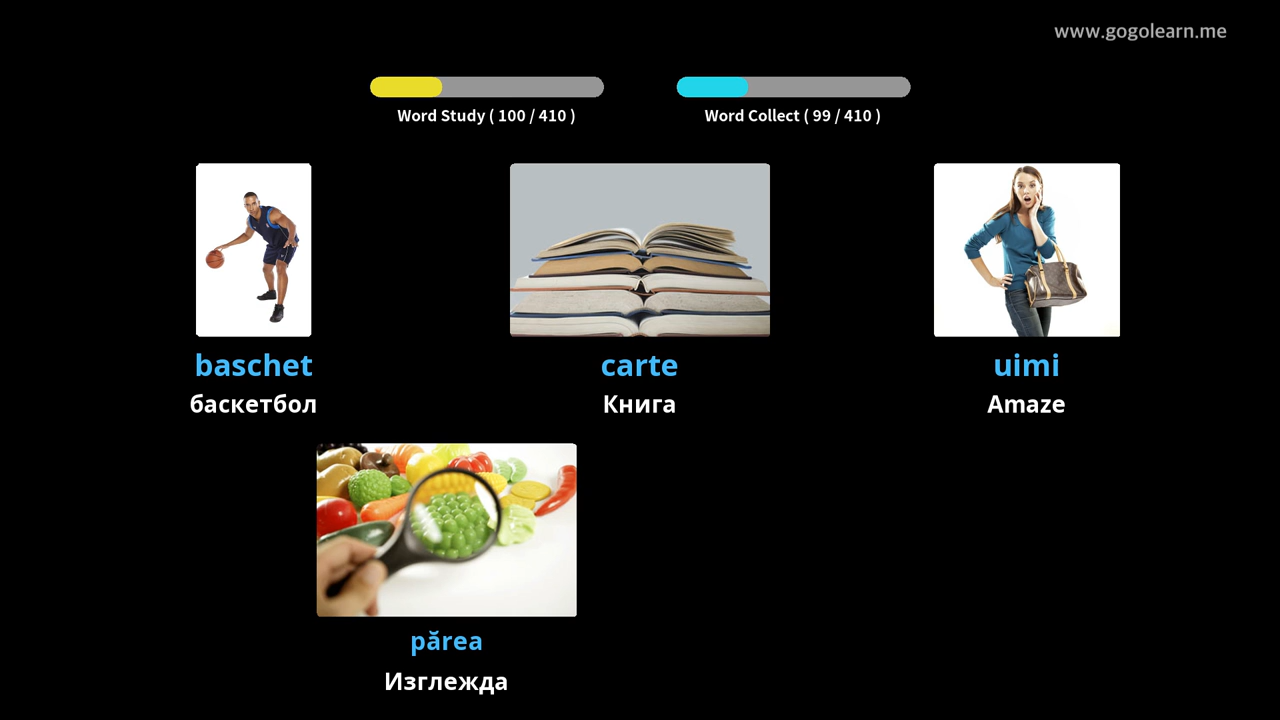 www.gogolearn.me
Word Study ( 100 / 410 )
Word Collect ( 99 / 410 )
baschet
баскетбол
carte
Книга
uimi
Amaze
părea
Изглежда